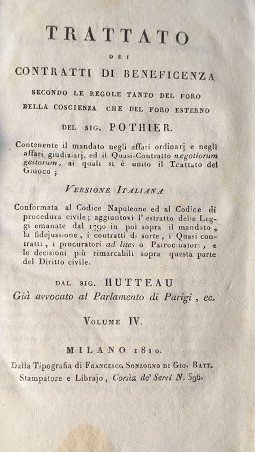 TRATTATO
DEI
CONTRATTI DI BENEFICENZA
SECONDO LE REGOLE TANTO DEL FORO
DELLA COSCIENZA CHE DEL FORO ESTERNO
DEL SIG. POTHIER.
Contenente il mandato negli affari ordinarj e negli
affari giudiziarj, ed il Quasi-Contratto negotiorum
gestorum, ai quali si è unito il Trattato del
Giuoco;
VERSIONE ITALIANA
Conformata al Codice Napoleone ed al Codice di
procedura civile; aggiuntovi l'estratto delle Leg-
gi emanate dal 1790 in poi sopra il mandato,
la fidejussione, i contratti di sorte, i Quasi con-
tratti, i procuratori ad lites o Patrocinatori, e
le decisioni più rimarcabili sopra questa parte
del Diritto civile.
DAL SIG. HUTTEAU
Già avvocato al Parlamento di Parigi, ec.
VOLUME IV.
MILANO 1810.
Dalla Tipografia di FRANCESCO SONZOGNO DI GIO. BATT.
Stampatore e Librajo, Corsia de' Servi N. 596.